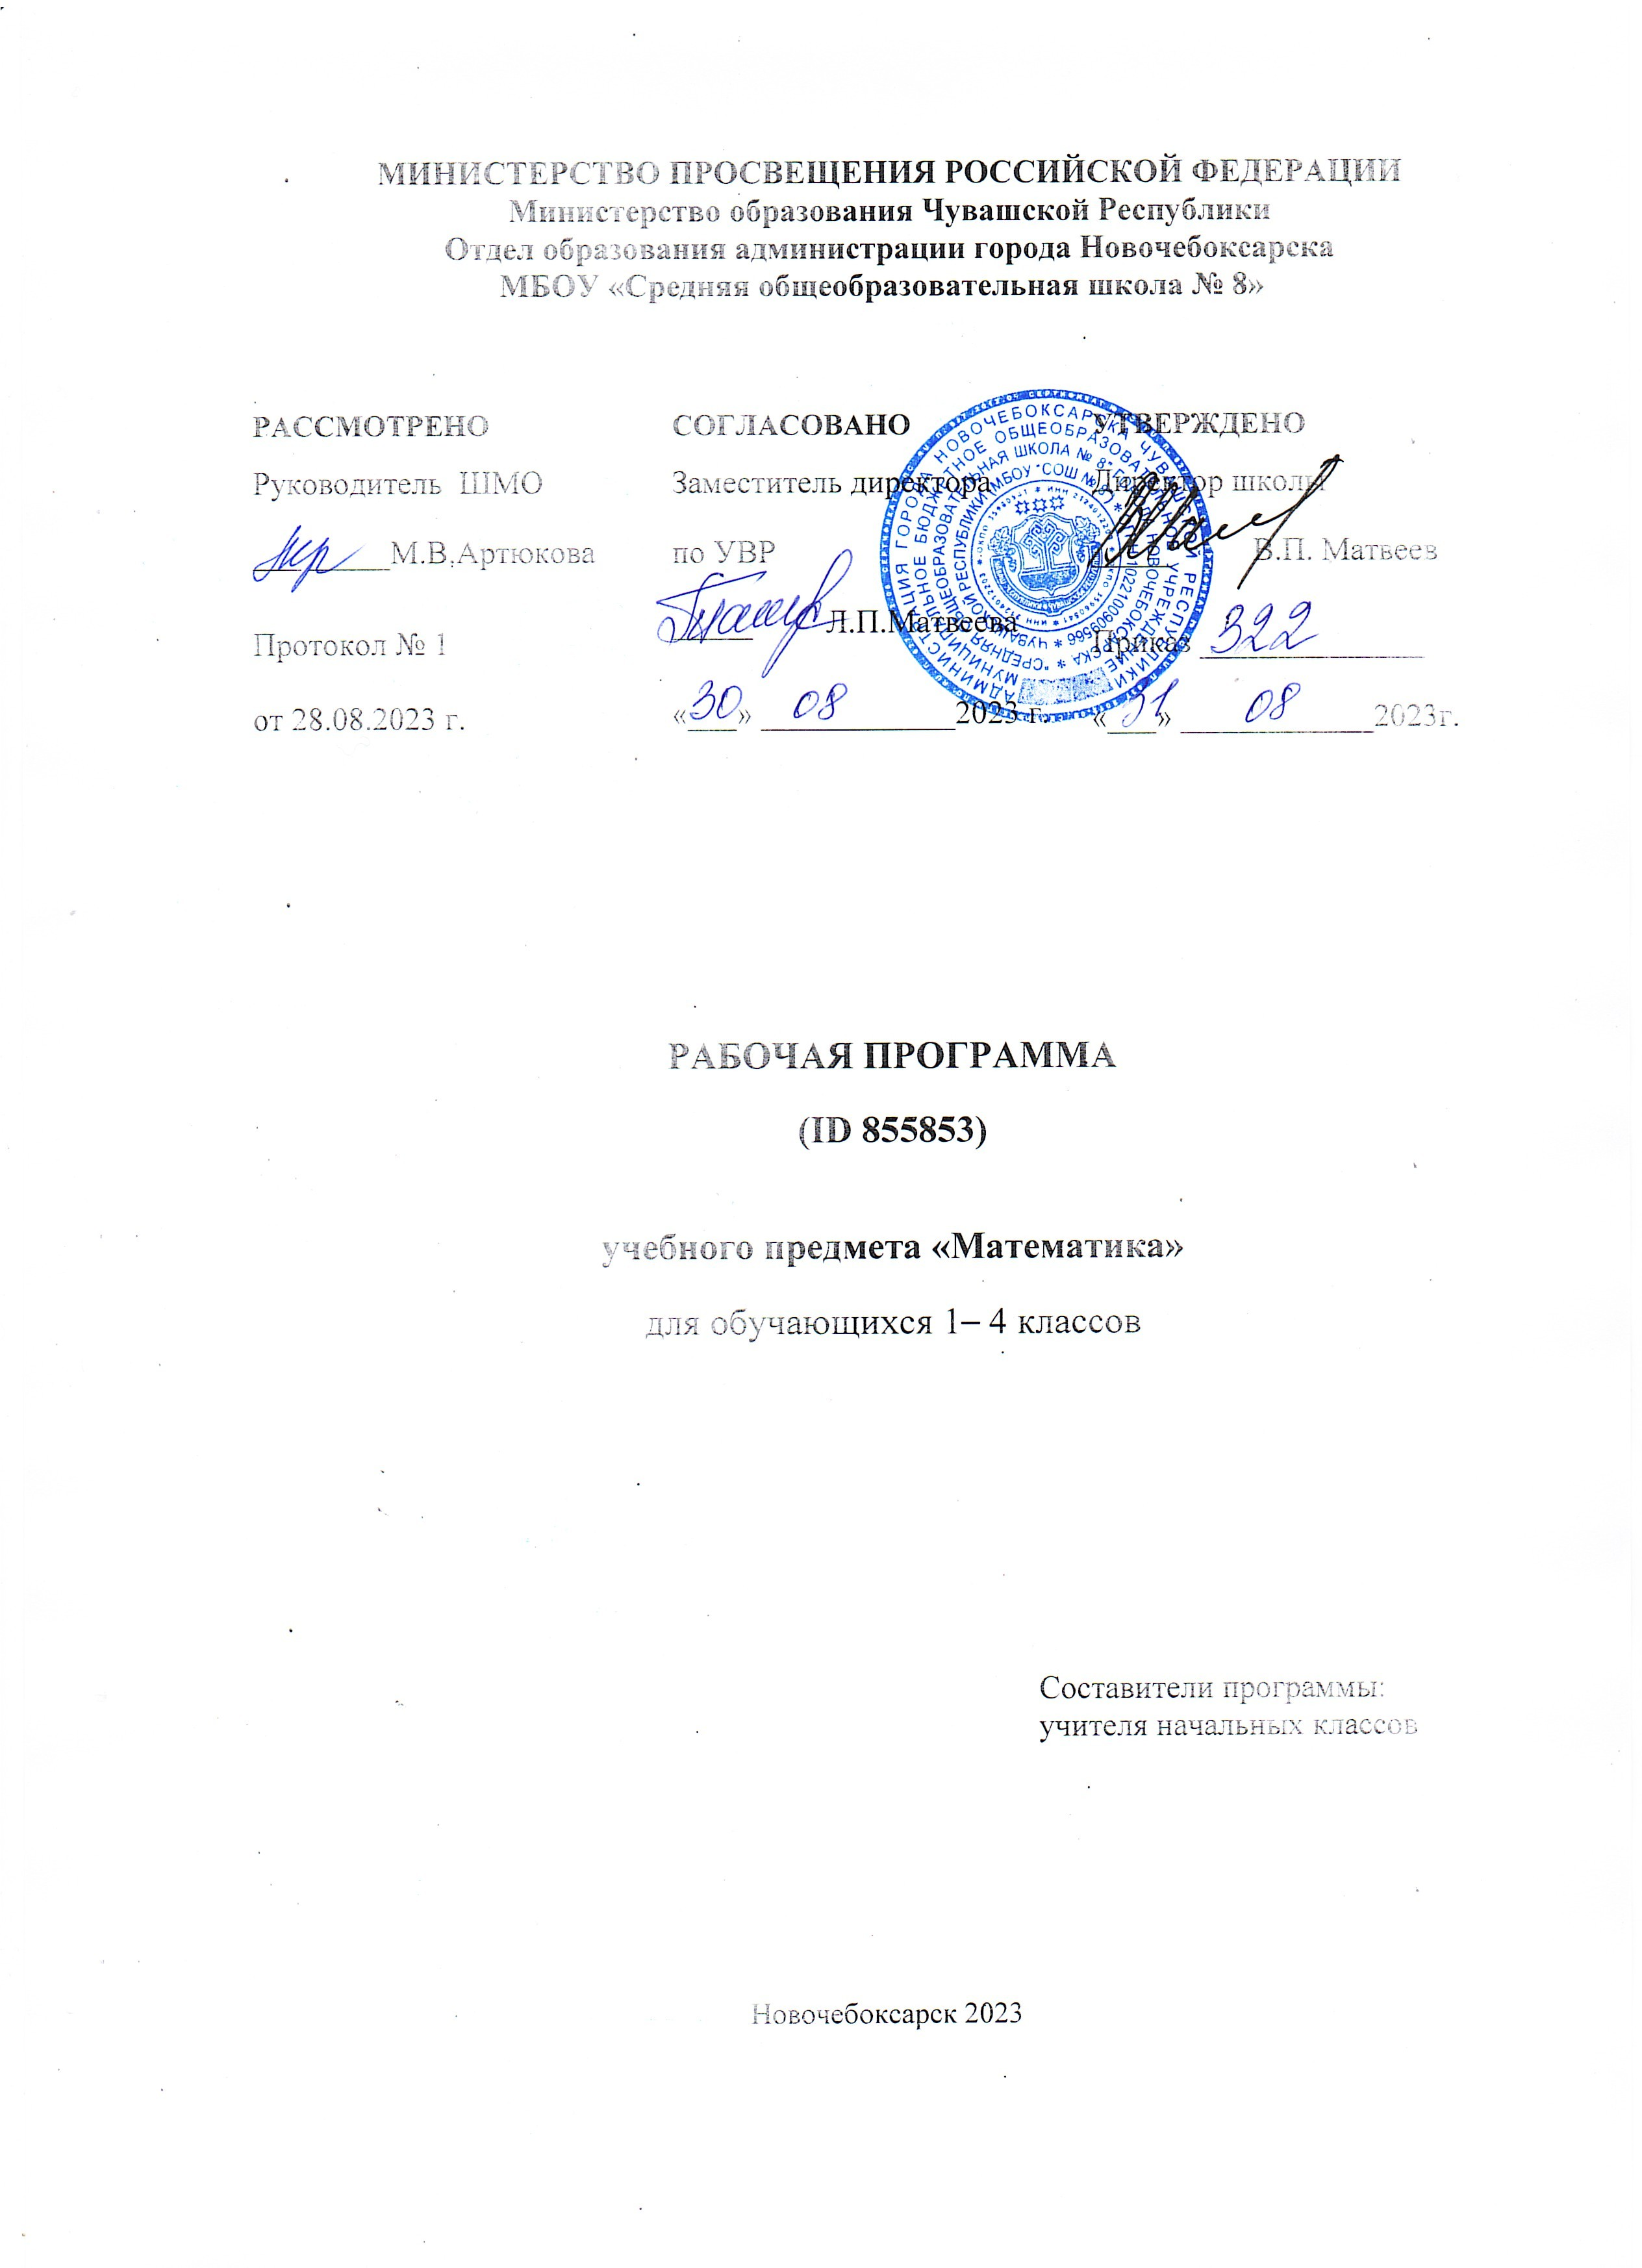 МИНИСТЕРСТВО ПРОСВЕЩЕНИЯ РОССИЙСКОЙ ФЕДЕРАЦИИ
Министерство образования Чувашской Республики
Отдел образования администрации города Новочебоксарска
МБОУ «Средняя общеобразовательная школа № 8»
РАССМОТРЕНО
Руководитель ШМО
М.В.Артюкова
Протокол № 1
от 28.08.2023 г.
СОГЛАСОВАНО
Заместитель директора
по УВР
Л.П.Матвеева
«30» 08 2023 г.
УТВЕРЖДЕНО
Директор школы
В.П. Матвеев
Приказ 322
«31» 08 2023г.
РАБОЧАЯ ПРОГРАММА
(ID 855853)
учебного предмета «Математика»
для обучающихся 1– 4 классов
Составители программы:
учителя начальных классов
Новочебоксарск 2023